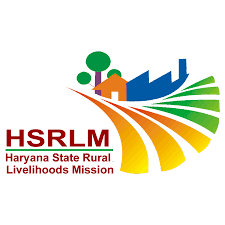 HSRLM
Haryana State Rural
Livelihoods Mission